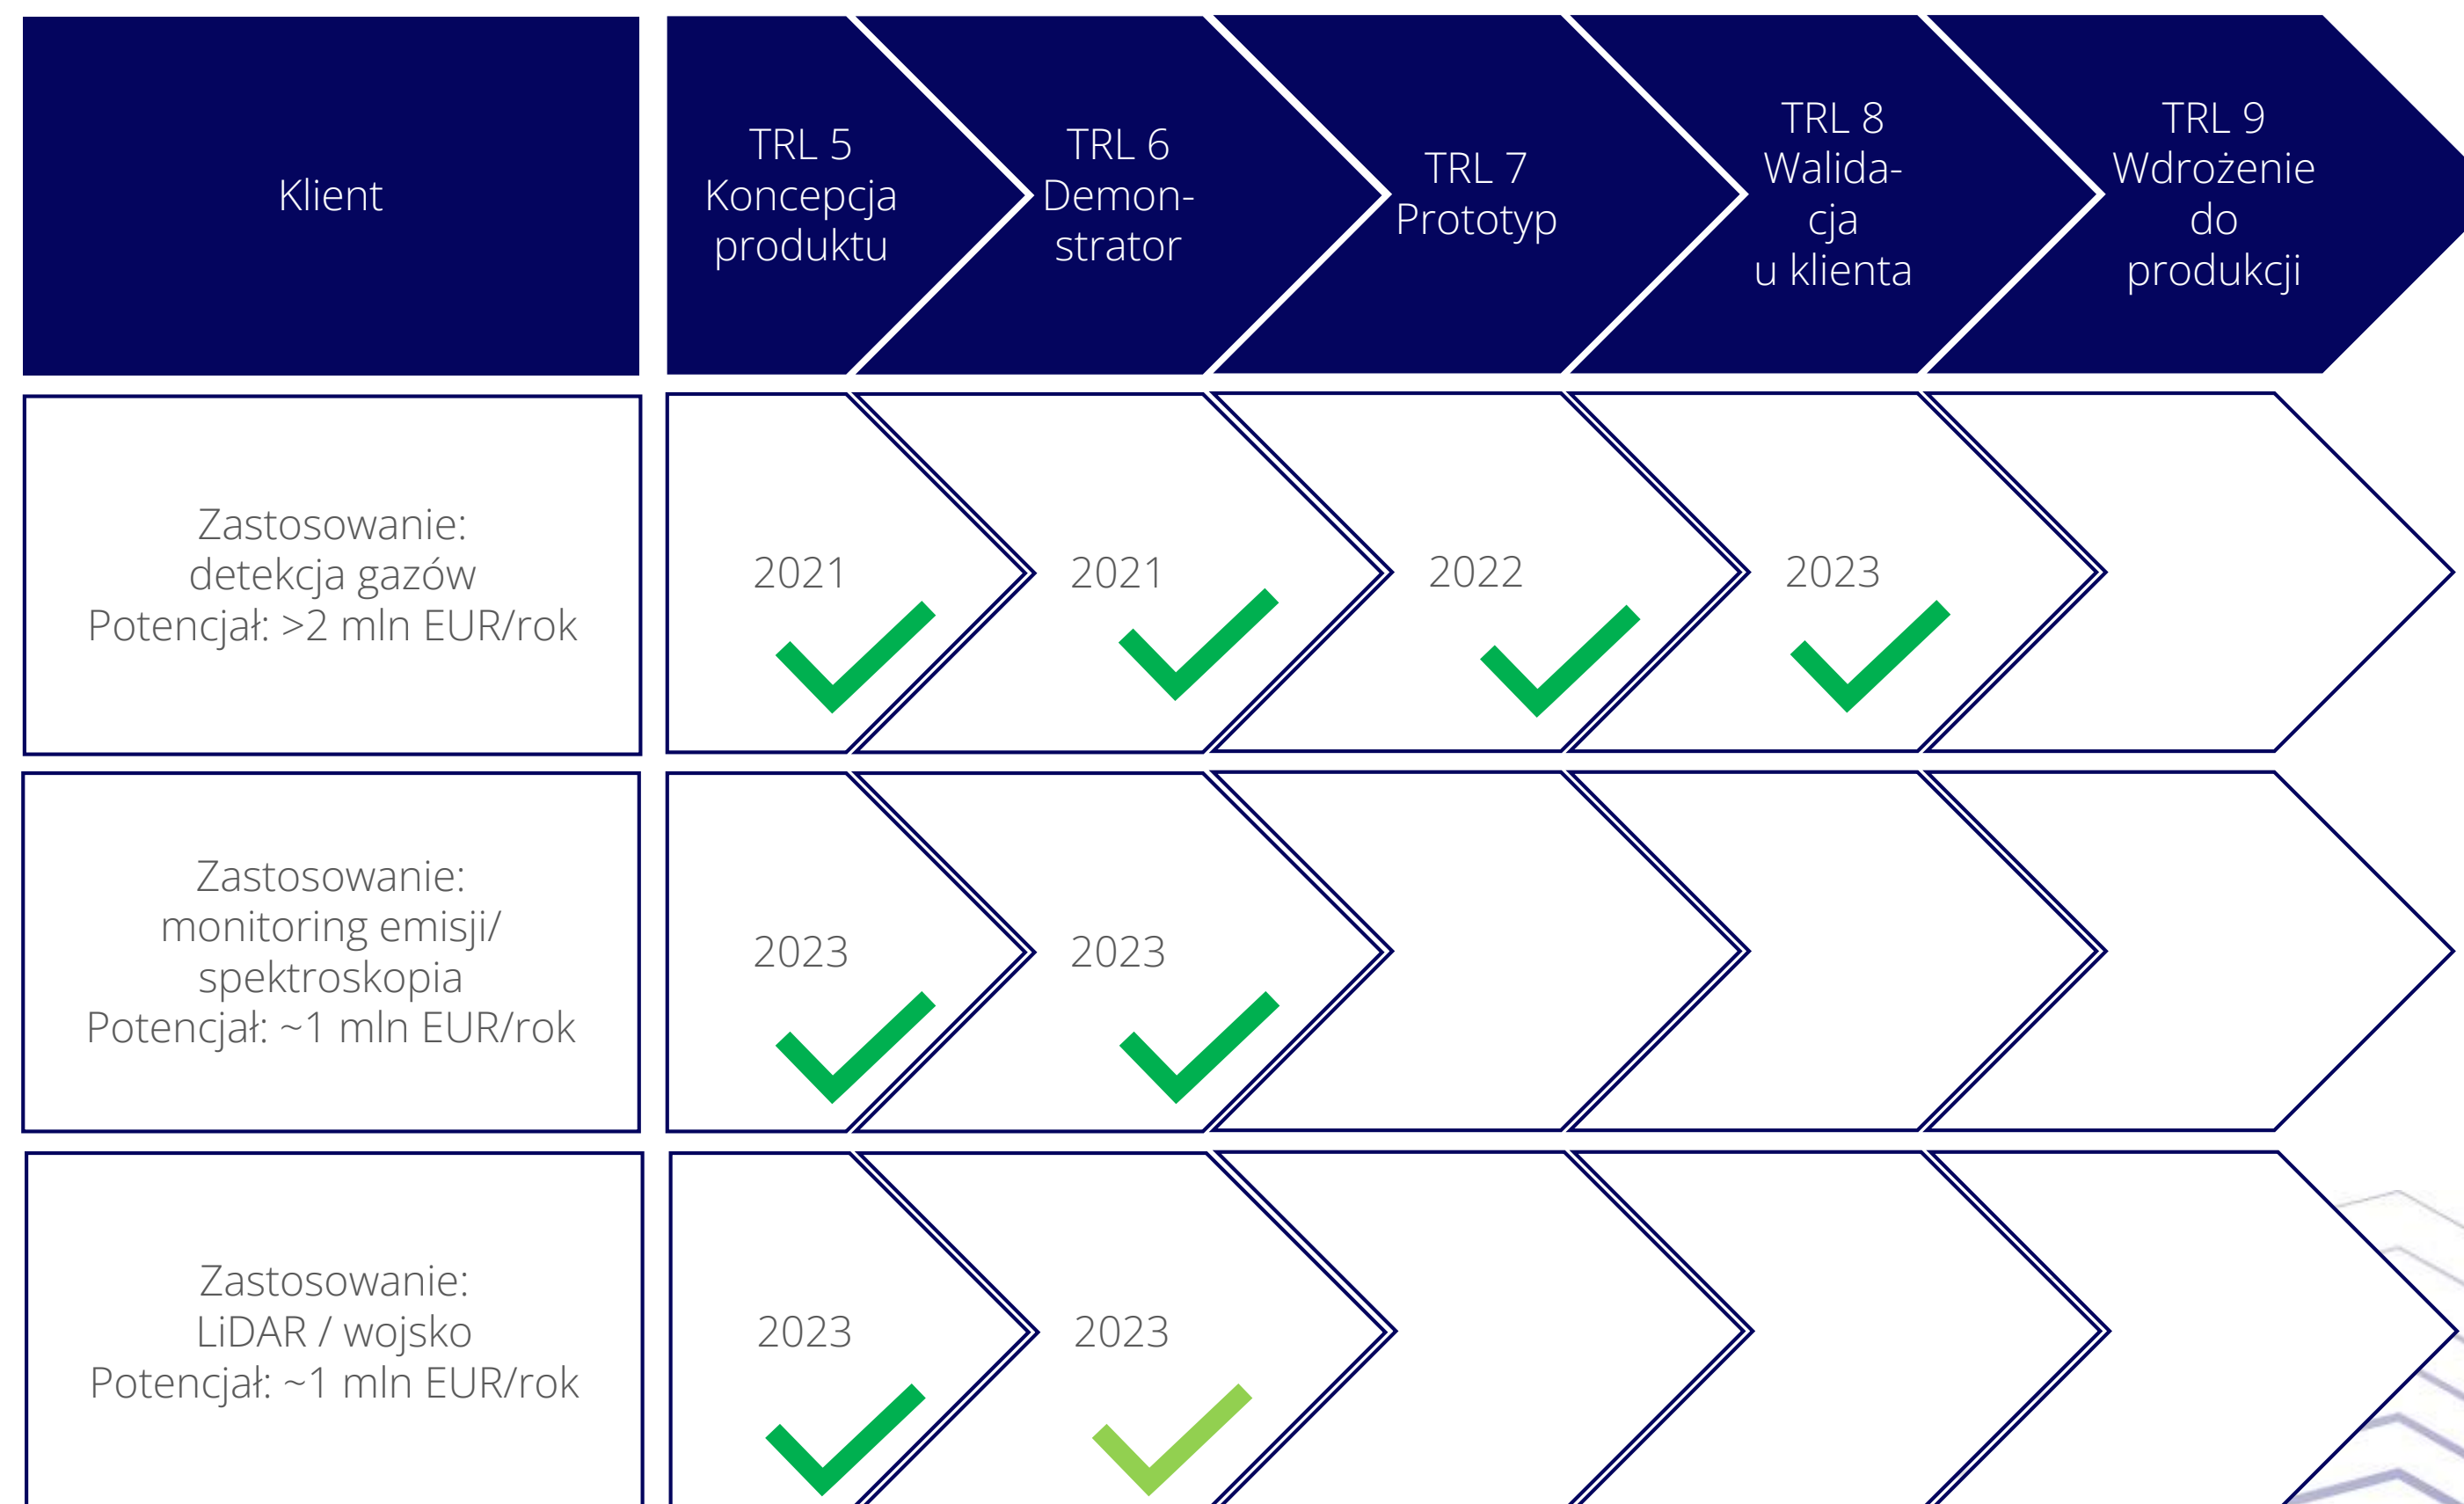 Klient
TRL 5
Koncepcja
produktu
TRL 6
Demon-
strator
TRL 7
Prototyp
TRL 8
Walida-
cja
u klienta
TRL 9
Wdrożenie
do
produkcji
Zastosowanie:
detekcja gazów
Potencjał: >2 mln EUR/rok
2021
2021
2022
2023
Zastosowanie:
monitoring emisji/
spektroskopia
Potencjał: ~1 mln EUR/rok
2023
2023
Zastosowanie:
LiDAR / wojsko
Potencjał: ~1 mln EUR/rok
2023
2023